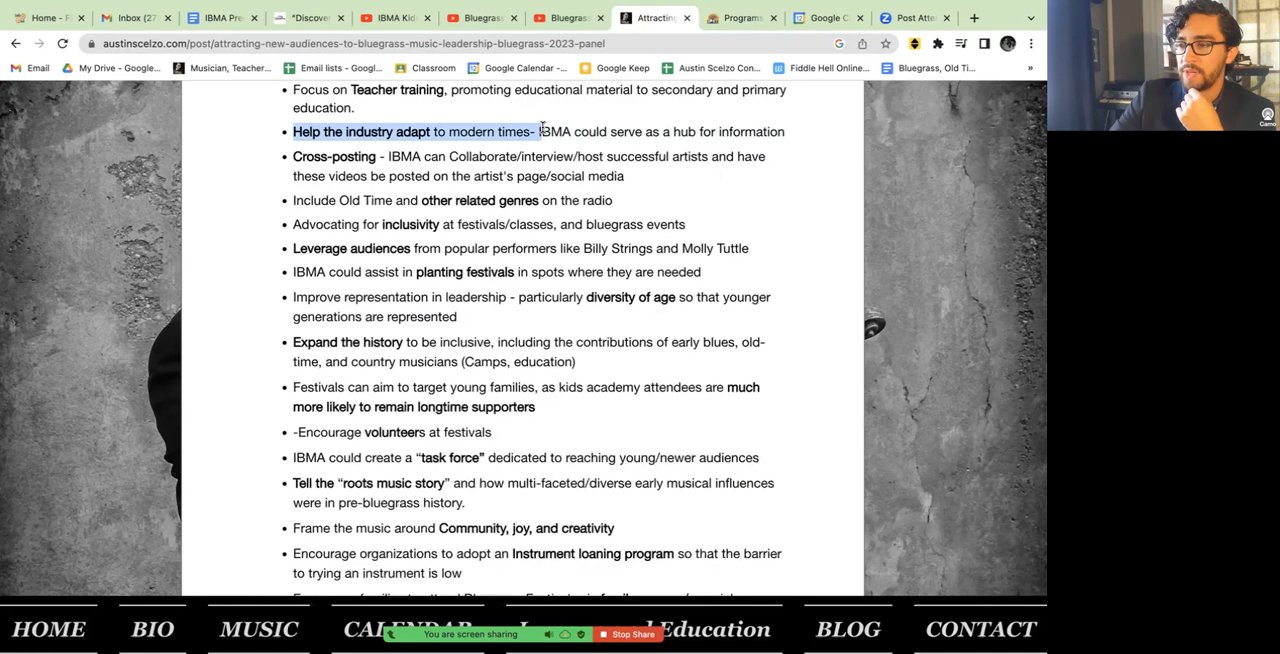 Home - Fl
Inbox (27
IBMA Pre
"Discover
IBMA Kid
Bluegrass
Bluegras
Attracting
Programs
Google C
Post Atte
austinscelzo.com/post/attracting-new-audiences-to-bluegrass-music-leadership-bluegrass-2023-panel
Email
My Drive - Google...
Musician, Teacher...
Email lists - Googl...
Classroom
Google Calendar -...
Google Keep
Austin Scelzo Con...
Fiddle Hell Online...
Bluegrass, Old Ti...
»
• Focus on Teacher training, promoting educational material to secondary and primary
education.
• Help the industry adapt to modern times- IBMA could serve as a hub for information
• Cross-posting - IBMA can Collaborate/interview/host successful artists and have
these videos be posted on the artist's page/social media
• Include Old Time and other related genres on the radio
• Advocating for inclusivity at festivals/classes, and bluegrass events
• Leverage audiences from popular performers like Billy Strings and Molly Tuttle
• IBMA could assist in planting festivals in spots where they are needed
• Improve representation in leadership - particularly diversity of age so that younger
generations are represented
• Expand the history to be inclusive, including the contributions of early blues, old-
time, and country musicians (Camps, education)
• Festivals can aim to target young families, as kids academy attendees are much
more likely to remain longtime supporters
• -Encourage volunteers at festivals
• IBMA could create a “task force” dedicated to reaching young/newer audiences
• Tell the “roots music story” and how multi-faceted/diverse early musical influences
were in pre-bluegrass history.
• Frame the music around Community, joy, and creativity
• Encourage organizations to adopt an Instrument loaning program so that the barrier
to trying an instrument is low
HOME
BIO
MUSIC
CALENDAR
Education
BLOG
CONTACT
You are screen sharing
Stop Share
Camo